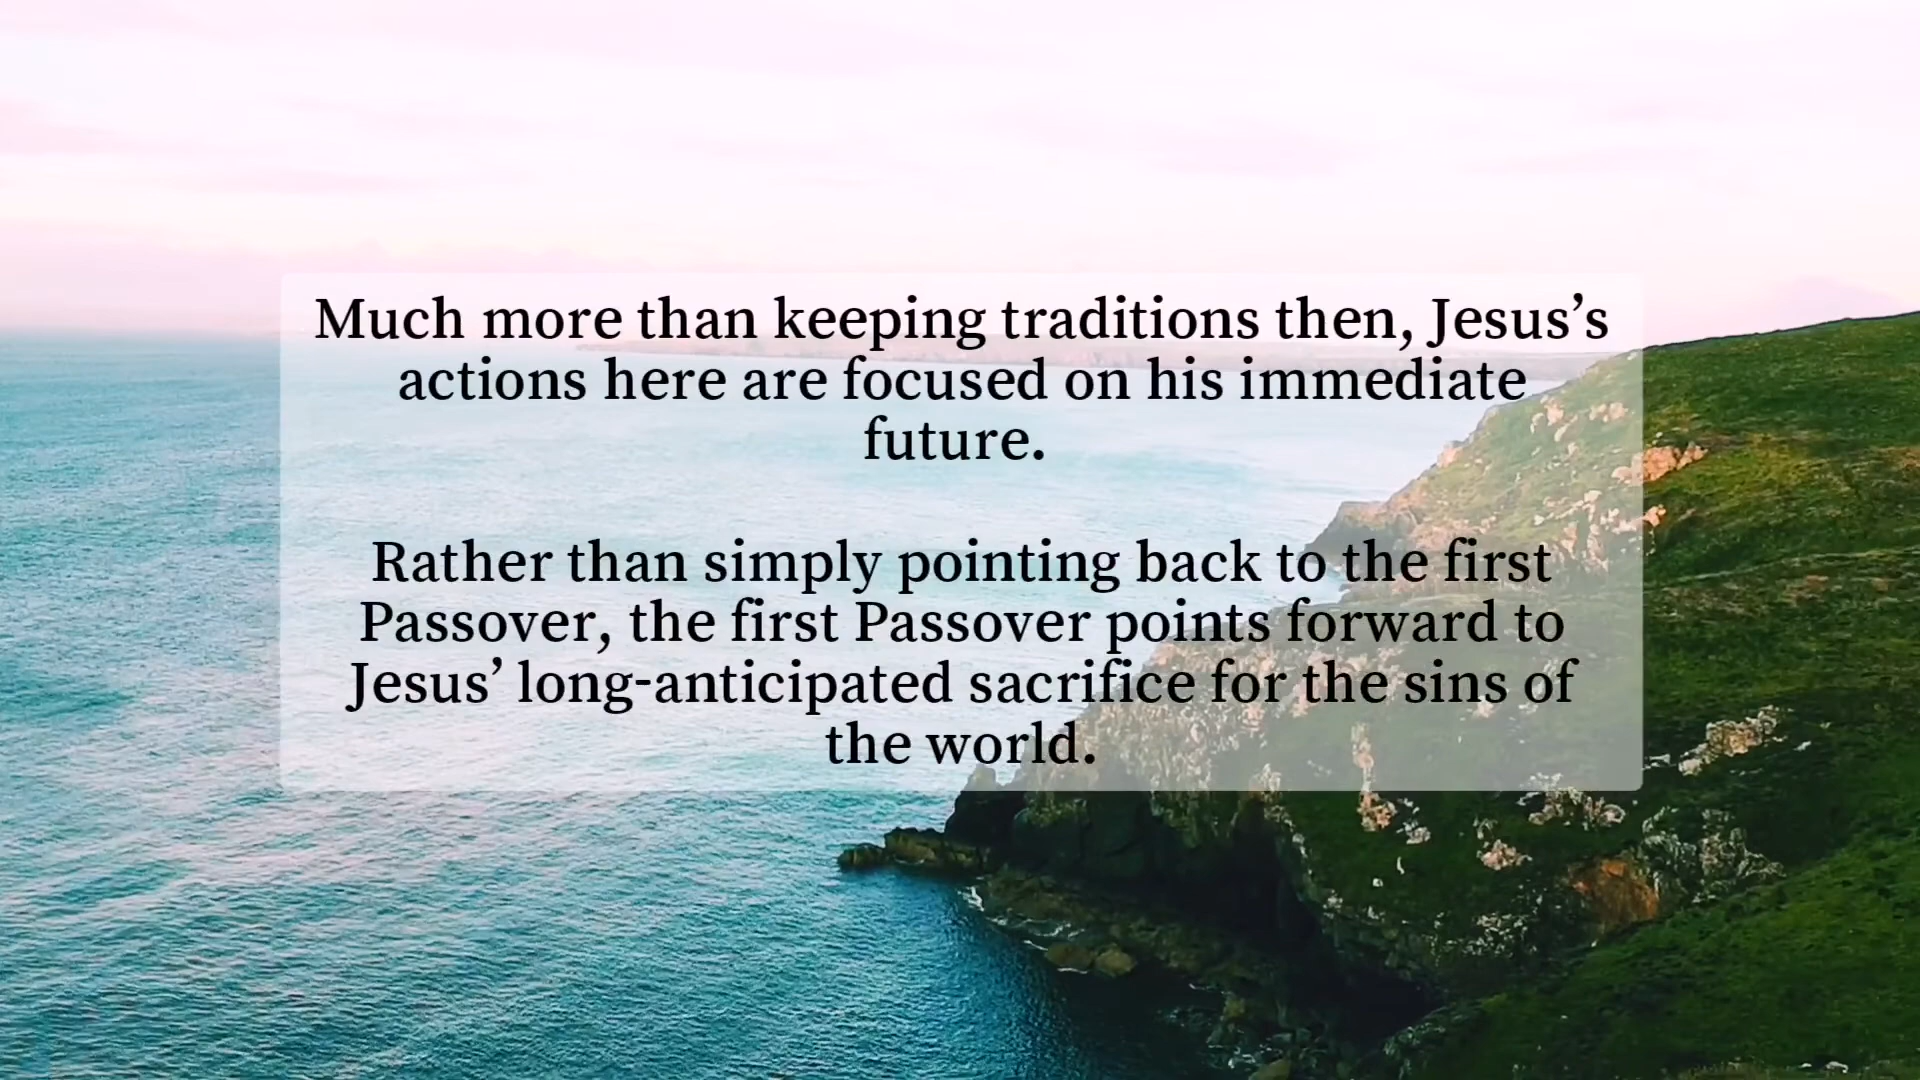 Much more than keeping traditions then, Jesus’s
actions here are focused on his immediate
future.
Rather than simply pointing back to the first
Passover, the first Passover points forward to
Jesus’ long-anticipated sacrifice for the sins of
the world.